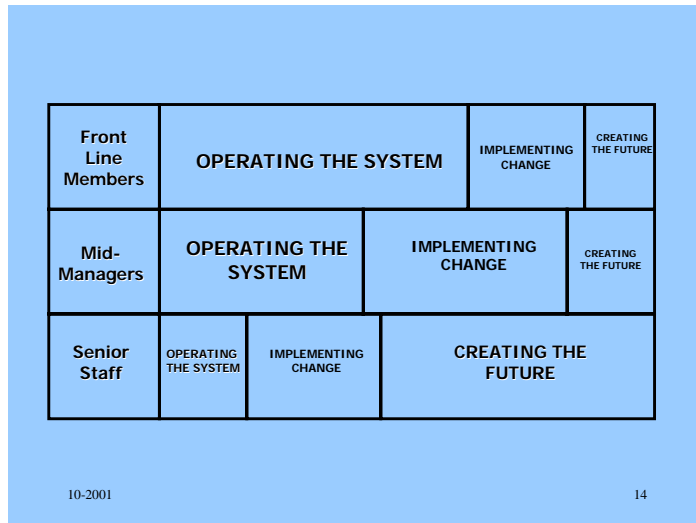 Front
Line
Members
OPERATING THE SYSTEM
IMPLEMENTING
CHANGE
CREATING
THE FUTURE
Mid-
Managers
OPERATING THE
SYSTEM
IMPLEMENTING
CHANGE
CREATING
THE FUTURE
Senior
Staff
OPERATING
THE SYSTEM
IMPLEMENTING
CHANGE
CREATING THE
FUTURE
10-2001
14